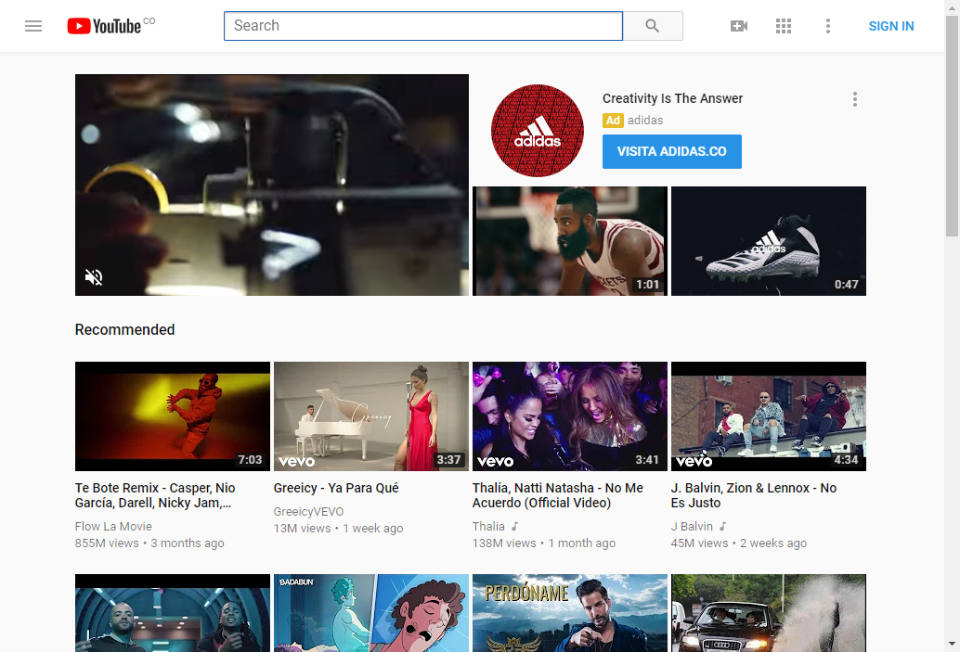 YouTube CO
Search
SIGN IN
Creativity Is The Answer
Ad adidas
VISITA ADIDAS.CO
adidas
1:01
adidas
0:47
Recommended
7:03
Greeicy
vevo
3:37
vevo
3:41
vevo
4:34
Te Bote Remix - Casper, Nio
García, Darell, Nicky Jam,...
Flow La Movie
855M views • 3 months ago
Greeicy - Ya Para Qué
GreeicyVEVO
13M views • 1 week ago
Thalía, Natti Natasha - No Me
Acuerdo (Official Video)
Thalia
138M views • 1 month ago
J. Balvin, Zion & Lennox - No
Es Justo
J Balvin
45M views • 2 weeks ago
BADABUN
PERDÓNAME